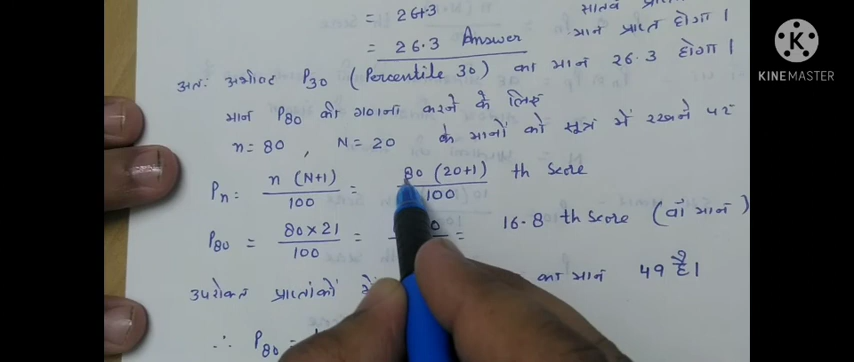 = 26.3
सातवें
= 26.3 Answer
मान प्राप्त होगा।
अतः अभीष्ट P30 (Percentile 30) का मान 26.3 होगा।
मान P80 की गणना करने के लिए
n = 80 , N = 20 के मानों को सूत्र में रखने पर
Pn = n (N+1) / 100 = 80 (20+1) / 100 th Score
P80 = 80 × 21 / 100 = 16.8 th Score (वाँ मान)
उपरोक्त प्राप्तांकों में का मान 49 है।
∴ P80 =
KINEMASTER